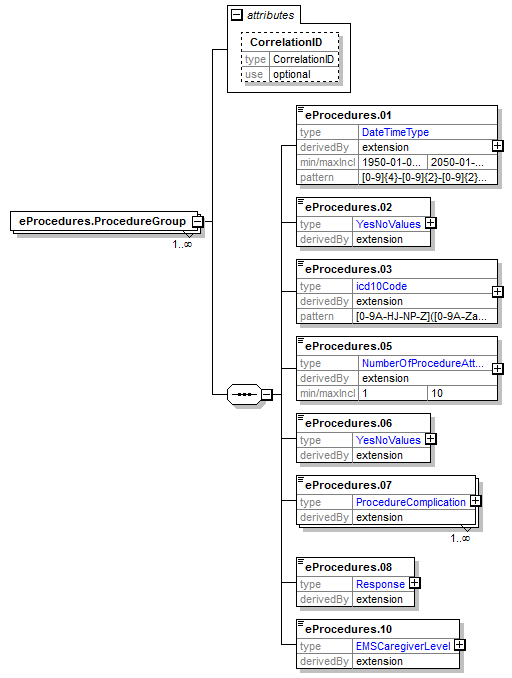 attributes
CorrelationID
type CorrelationID
use optional
eProcedures.01
type DateTimeType
derivedBy extension
min/maxIncl 1950-01-0... 2050-01-...
pattern [0-9]{4}-[0-9]{2}-[0-9]{2}...
eProcedures.ProcedureGroup
1..∞
eProcedures.02
type YesNoValues
derivedBy extension
eProcedures.03
type icd10Code
derivedBy extension
pattern [0-9A-HJ-NP-Z]([0-9A-Za...
eProcedures.05
type NumberOfProcedureAtt...
derivedBy extension
min/maxIncl 1 10
eProcedures.06
type YesNoValues
derivedBy extension
eProcedures.07
type ProcedureComplication
derivedBy extension
1..∞
eProcedures.08
type Response
derivedBy extension
eProcedures.10
type EMSCaregiverLevel
derivedBy extension